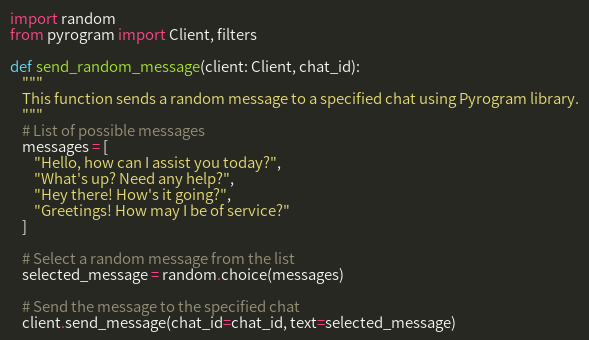 import random
from pyrogram import Client, filters

def send_random_message(client: Client, chat_id):
    """
    This function sends a random message to a specified chat using Pyrogram library.
    """
    # List of possible messages
    messages = [
        "Hello, how can I assist you today?",
        "What's up? Need any help?",
        "Hey there! How's it going?",
        "Greetings! How may I be of service?"
    ]

    # Select a random message from the list
    selected_message = random.choice(messages)

    # Send the message to the specified chat
    client.send_message(chat_id=chat_id, text=selected_message)